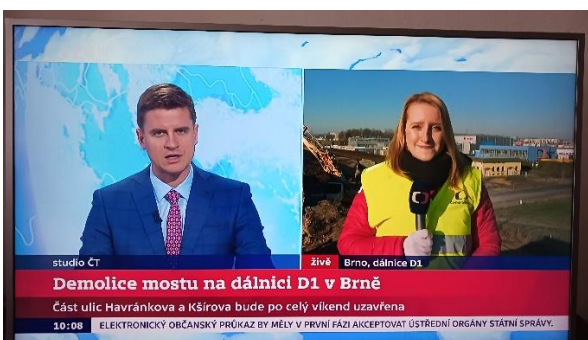 studio ČT
živě Brno, dálnice D1
Demolice mostu na dálnici D1 v Brně
Část ulic Havránkova a Kšírova bude po celý víkend uzavřena
10:08 ELEKTRONICKÝ OBČANSKÝ PRŮKAZ BY MĚLY V PRVNÍ FÁZI AKCEPTOVAT ÚSTŘEDNÍ ORGÁNY STÁTNÍ SPRÁVY.